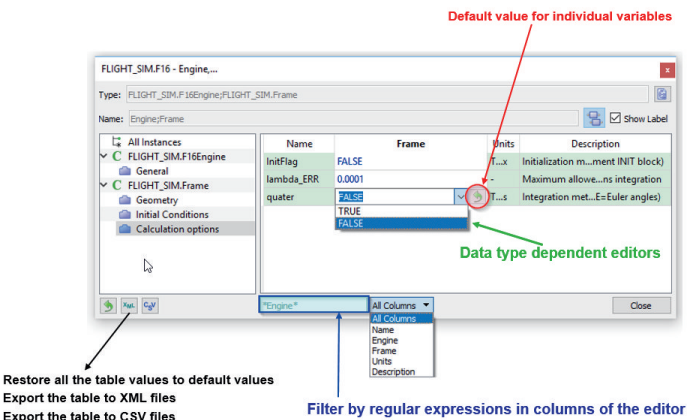 Default value for individual variables
FLIGHT_SIM.F16 - Engine,...
x
Type: FLIGHT_SIM.F16Engine;FLIGHT_SIM.Frame
Name: Engine;Frame
Show Label
All Instances
C FLIGHT_SIM.F16Engine
General
C FLIGHT_SIM.Frame
Geometry
Initial Conditions
Calculation options
Name Frame Units Description
InitFlag FALSE T...x Initialization m...ment INIT block)
lambda_ERR 0.0001 - Maximum allowe...ns integration
quater FALSE T...s Integration met...E=Euler angles)
TRUE
FALSE
Data type dependent editors
XML CSV
"Engine" All Columns Close
All Columns
Name
Engine
Frame
Units
Description
Restore all the table values to default values
Export the table to XML files
Export the table to CSV files
Filter by regular expressions in columns of the editor